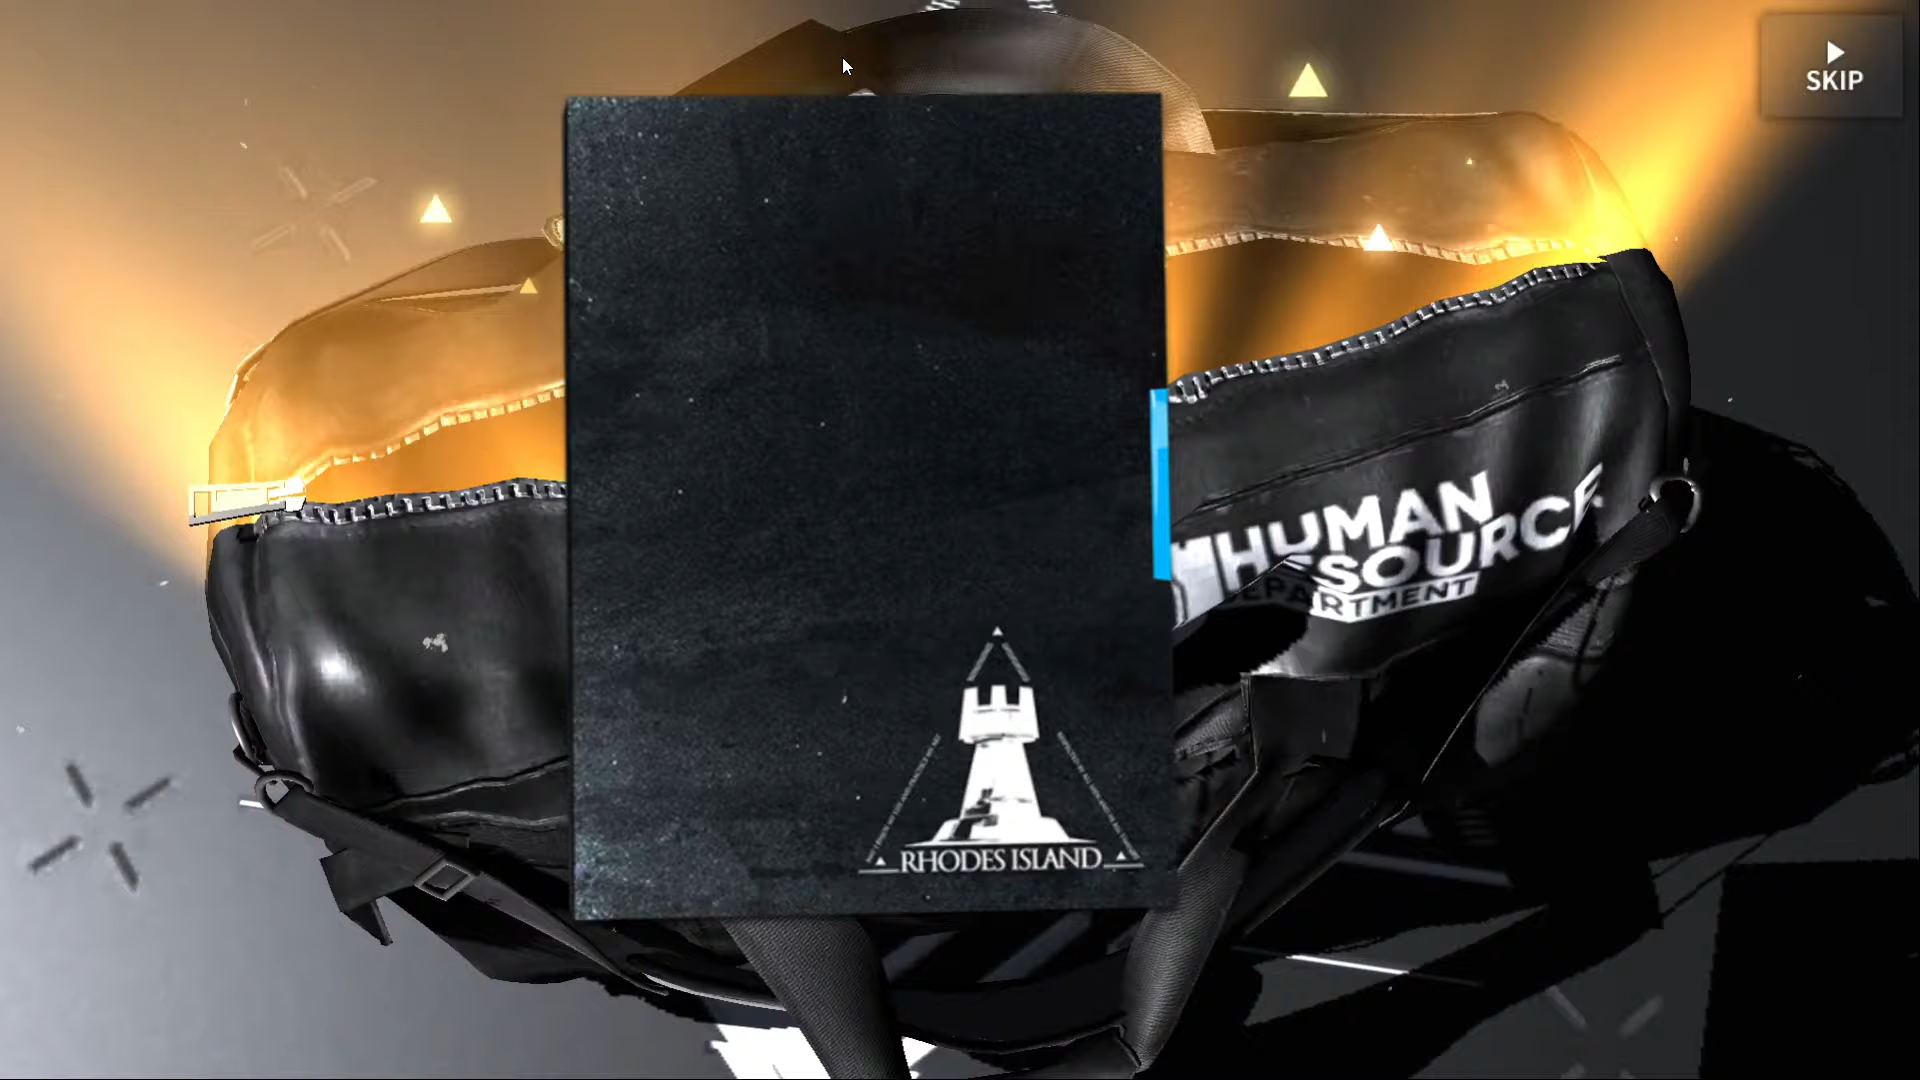 SKIP
HUMAN
RESOURCE
DEPARTMENT
RHODES ISLAND